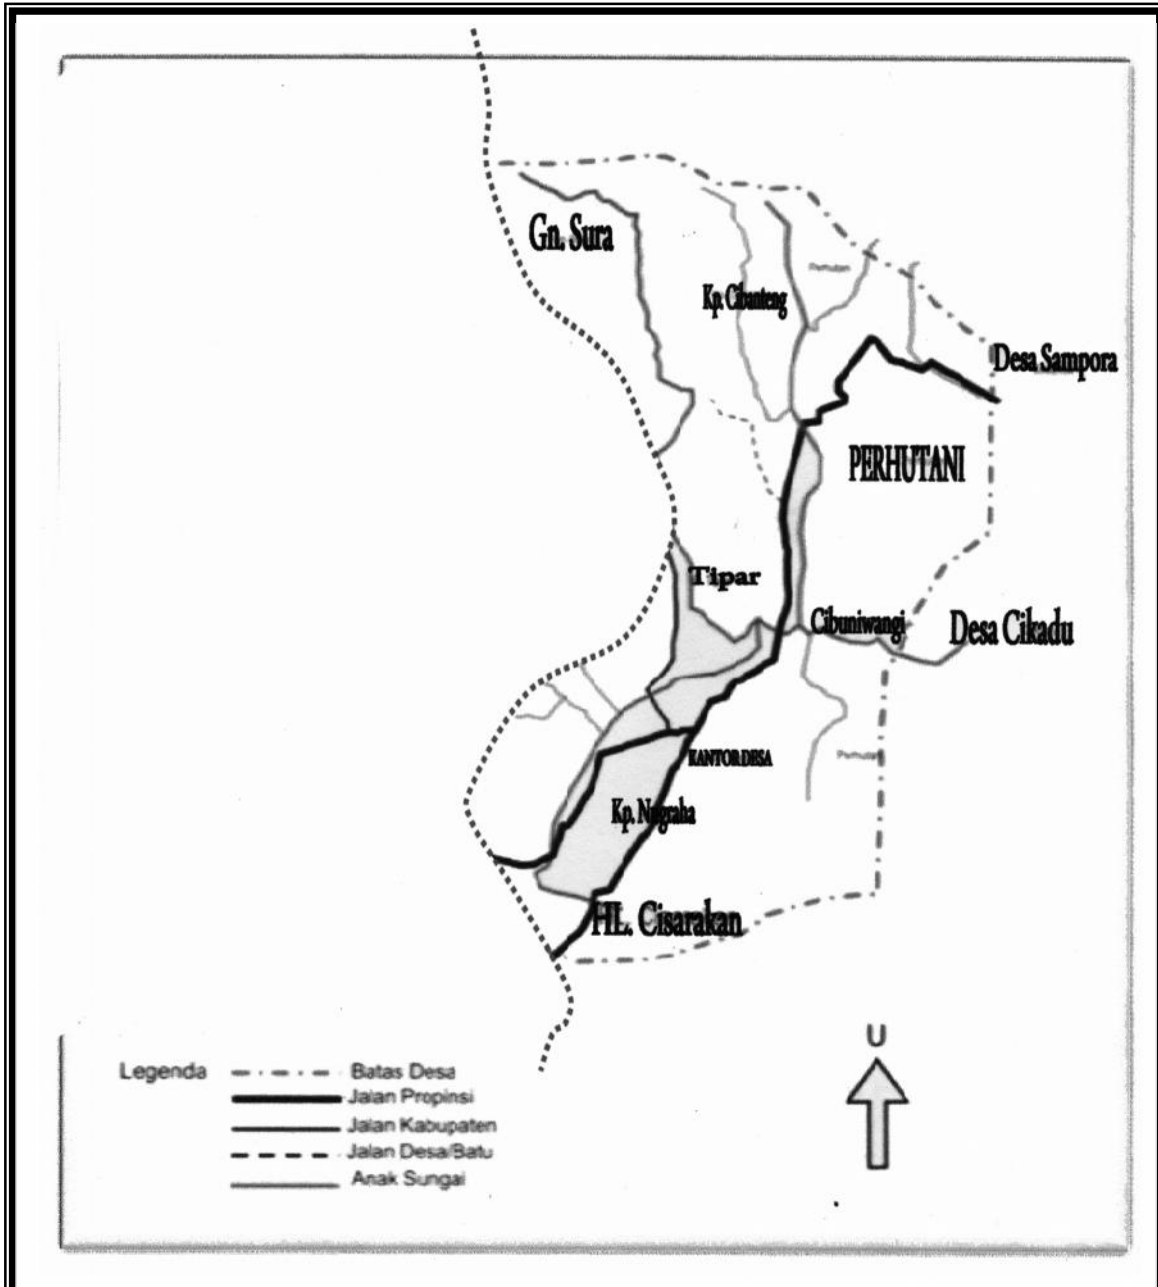 Gn. Sura
Kp. Cibanteng
Desa Sampora
PERHUTANI
Tipar
Cibuniwangi
Desa Cikadu
KANTOR DESA
Kp. Nugraha
HL. Cisarakan
U
Legenda
Batas Desa
Jalan Propinsi
Jalan Kabupaten
Jalan Desa/Batu
Anak Sungai